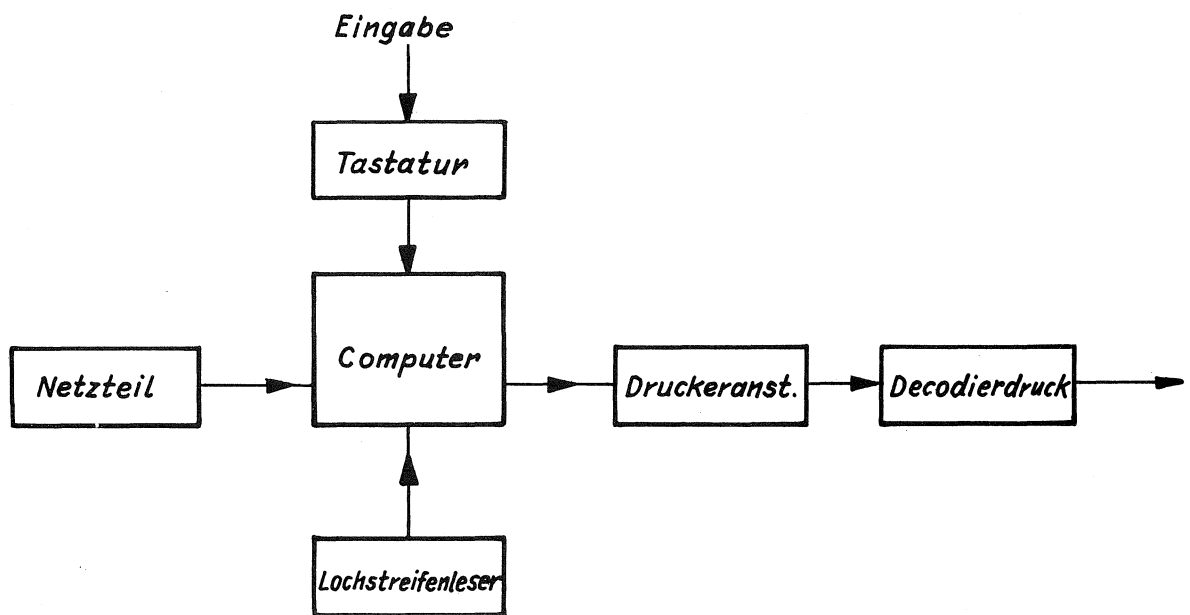 Eingabe
Tastatur
Netzteil
Computer
Druckeranst.
Decodierdruck
Lochstreifenleser